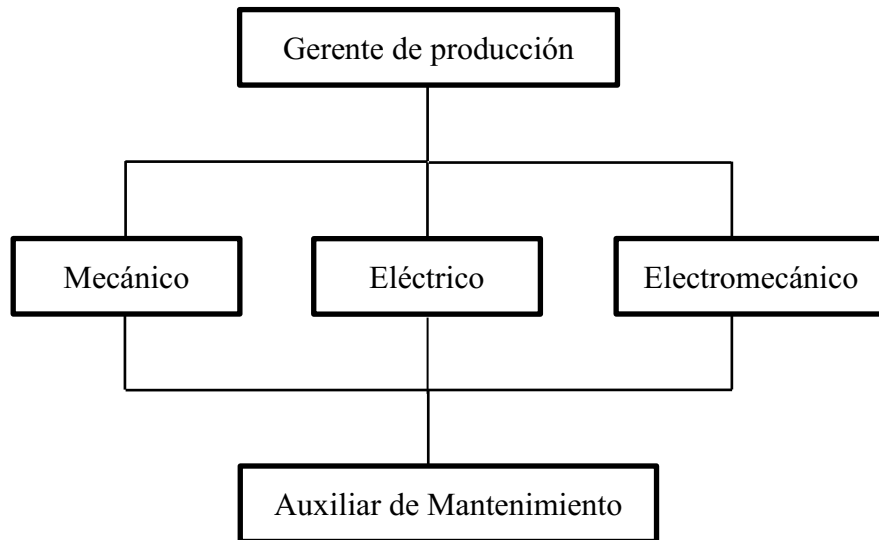 Gerente de producción
Mecánico
Eléctrico
Electromecánico
Auxiliar de Mantenimiento